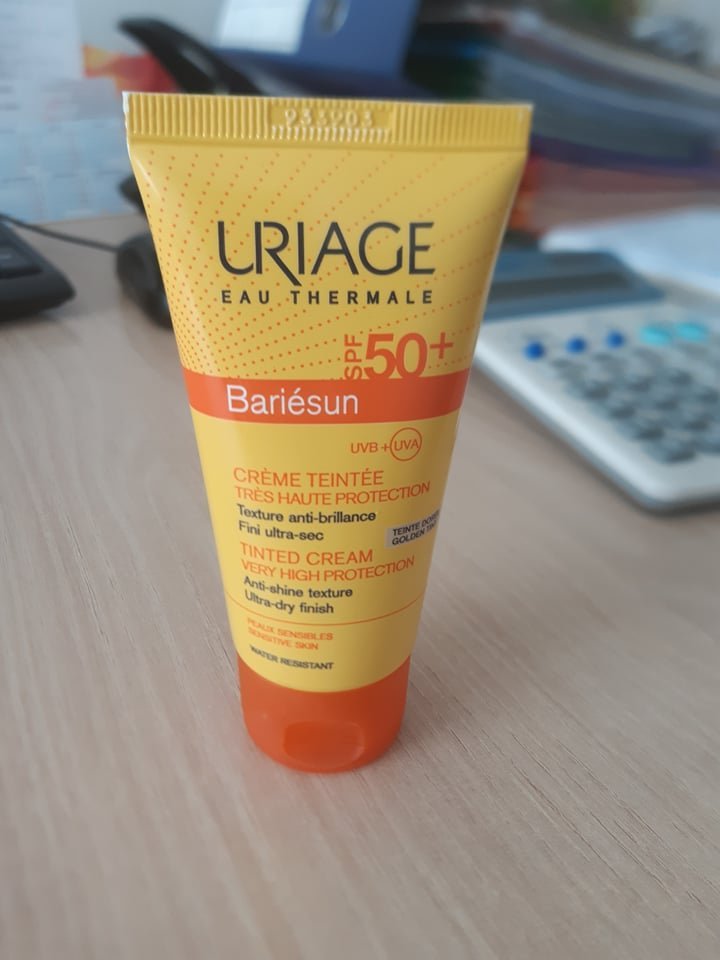 URIAGE
EAU THERMALE
SPF 50+
Bariésun
UVB + UVA
CRÈME TEINTÉE
TRÈS HAUTE PROTECTION
Texture anti-brillance
Fini ultra-sec
TEINTE
GOLDEN
TINTED CREAM
VERY HIGH PROTECTION
Anti-shine texture
Ultra-dry finish
PEAUX SENSIBLES
SENSITIVE SKIN
WATER RESISTANT